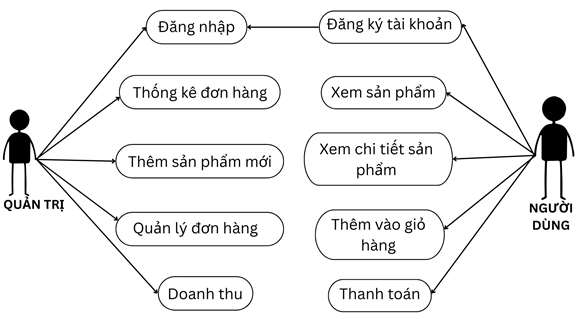 Đăng nhập
Đăng ký tài khoản
Thống kê đơn hàng
Xem sản phẩm
Thêm sản phẩm mới
Xem chi tiết sản
phẩm
QUẢN TRỊ
NGƯỜI
DÙNG
Quản lý đơn hàng
Thêm vào giỏ
hàng
Doanh thu
Thanh toán